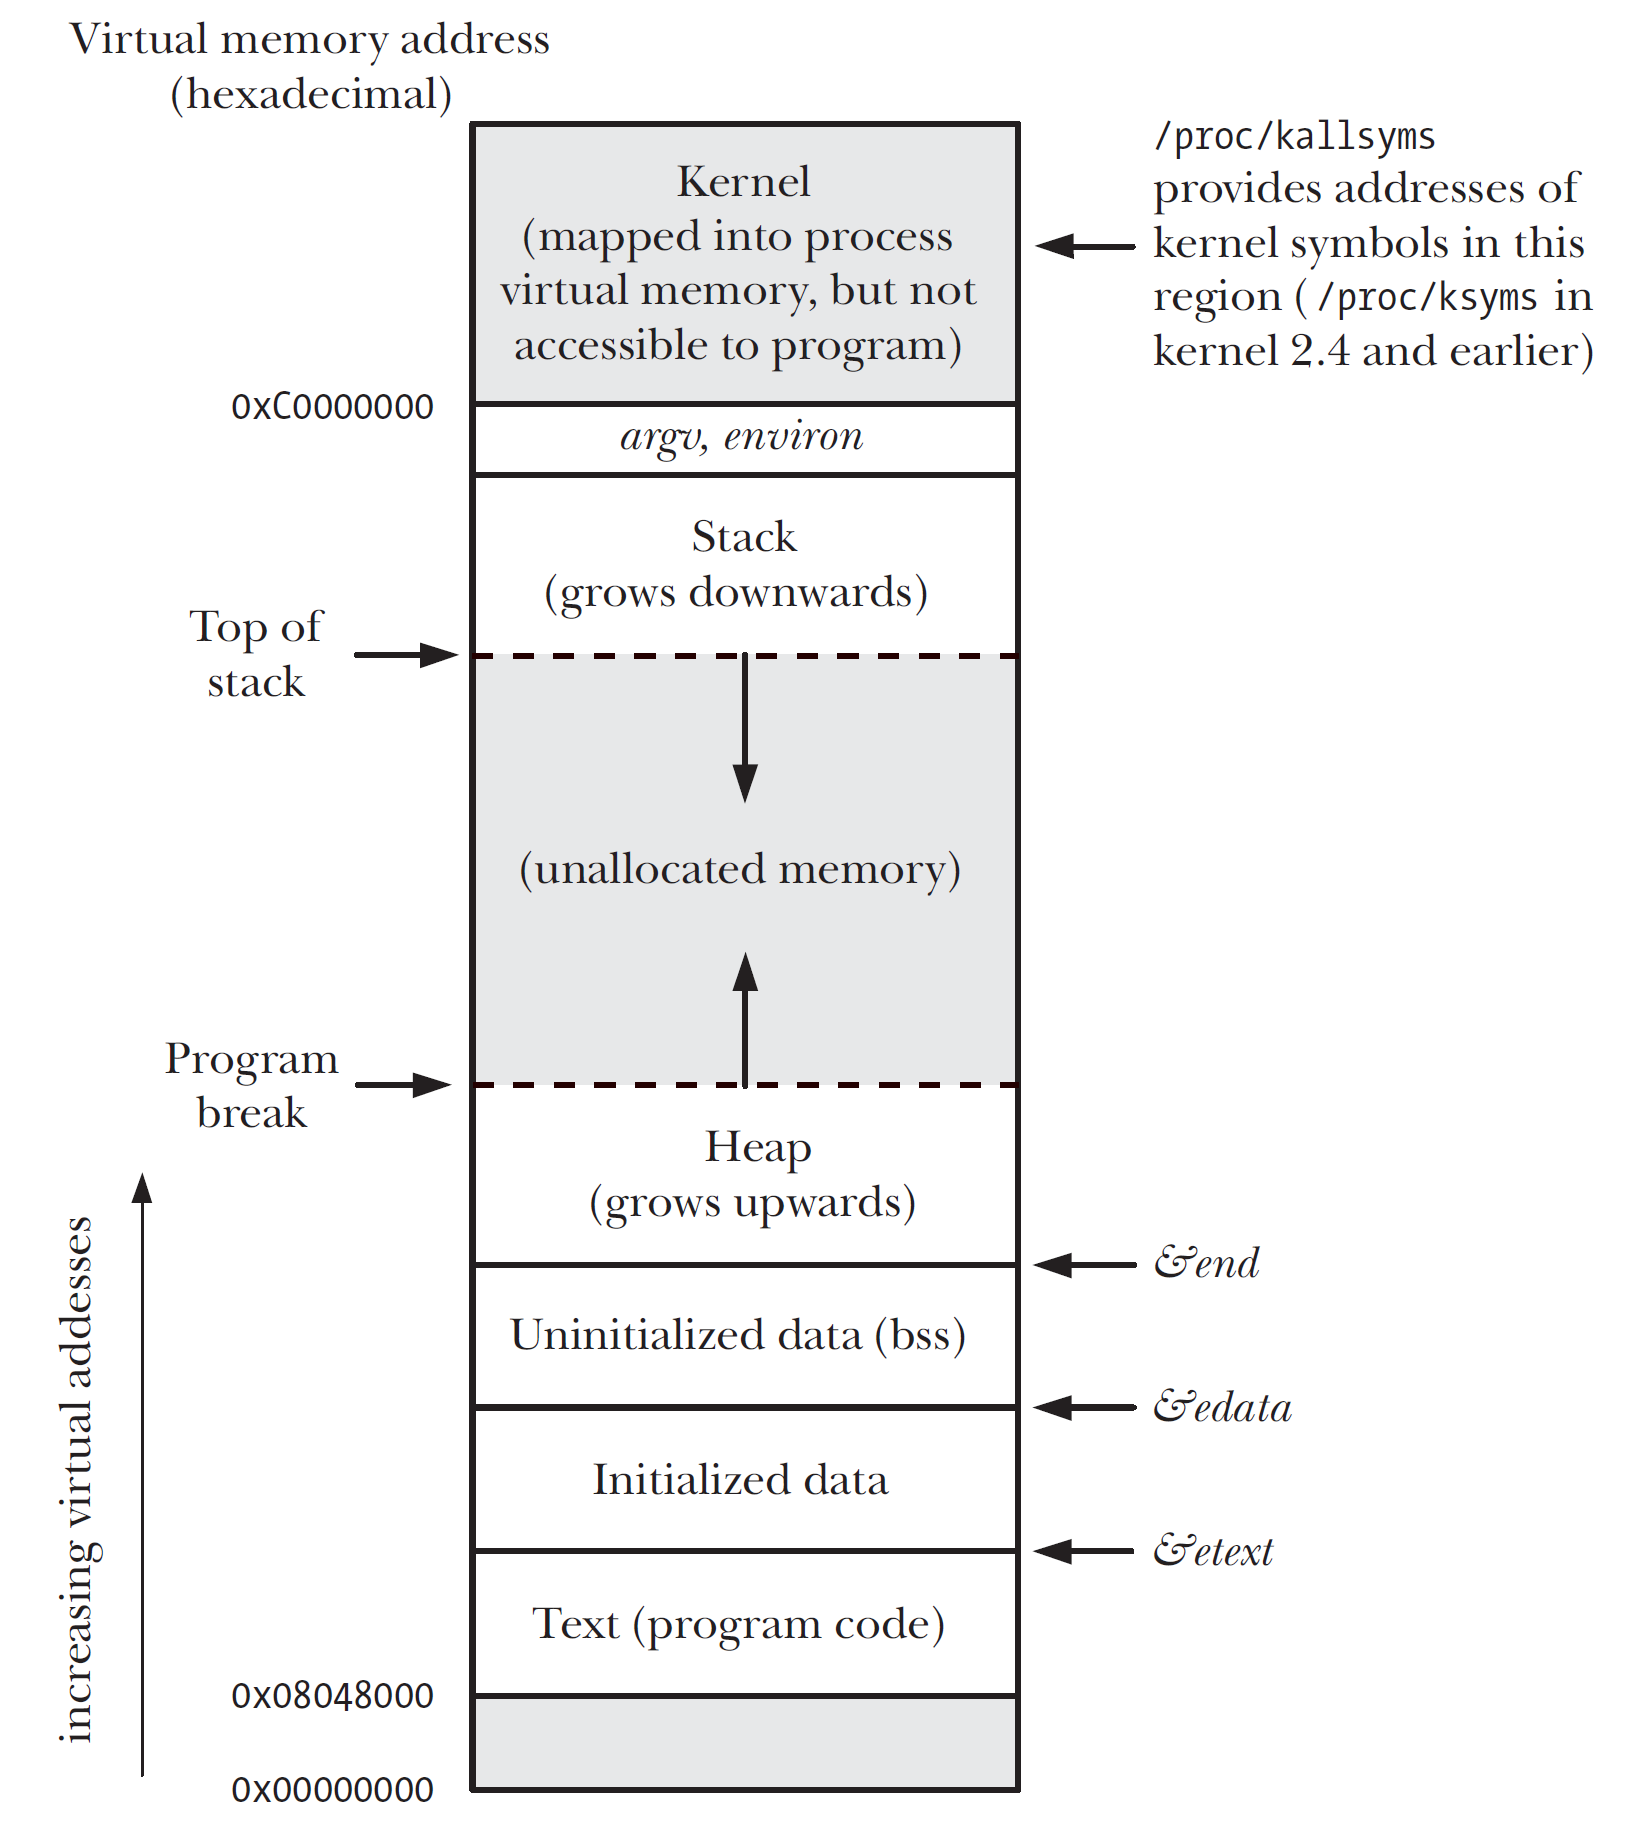 Virtual memory address
(hexadecimal)
Kernel
(mapped into process
virtual memory, but not
accessible to program)
/proc/kallsyms
provides addresses of
kernel symbols in this
region (/proc/ksyms in
kernel 2.4 and earlier)
0xC0000000
argv, environ
Stack
(grows downwards)
Top of
stack
(unallocated memory)
Program
break
Heap
(grows upwards)
&end
Uninitialized data (bss)
&edata
Initialized data
&etext
Text (program code)
0x08048000
0x00000000
increasing virtual addesses